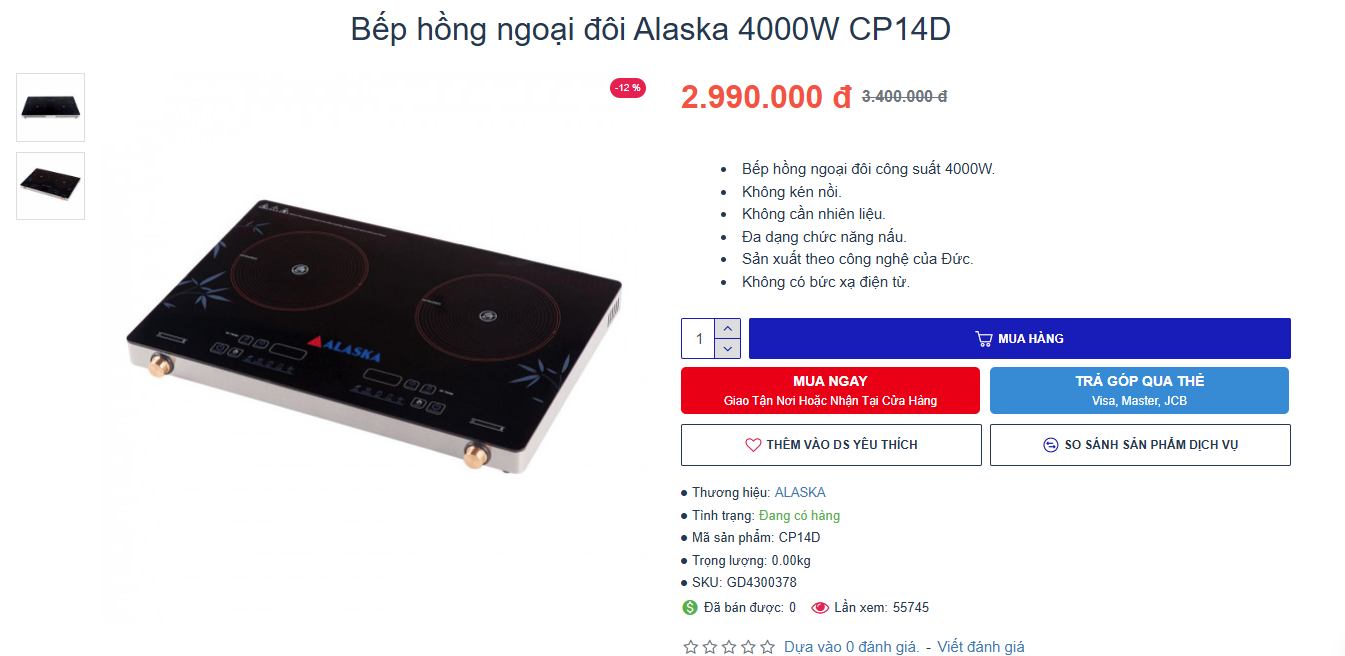 Bếp hồng ngoại đôi Alaska 4000W CP14D
-12 %
2.990.000 đ 3.400.000 đ
Bếp hồng ngoại đôi công suất 4000W.
Không kén nồi.
Không cần nhiên liệu.
Đa dạng chức năng nấu.
Sản xuất theo công nghệ của Đức.
Không có bức xạ điện từ.
ALASKA
1
MUA HÀNG
MUA NGAY
Giao Tận Nơi Hoặc Nhận Tại Cửa Hàng
TRẢ GÓP QUA THẺ
Visa, Master, JCB
THÊM VÀO DS YÊU THÍCH
SO SÁNH SẢN PHẨM DỊCH VỤ
Thương hiệu: ALASKA
Tình trạng: Đang có hàng
Mã sản phẩm: CP14D
Trọng lượng: 0.00kg
SKU: GD4300378
Đã bán được: 0 Lần xem: 55745
Dựa vào 0 đánh giá. - Viết đánh giá